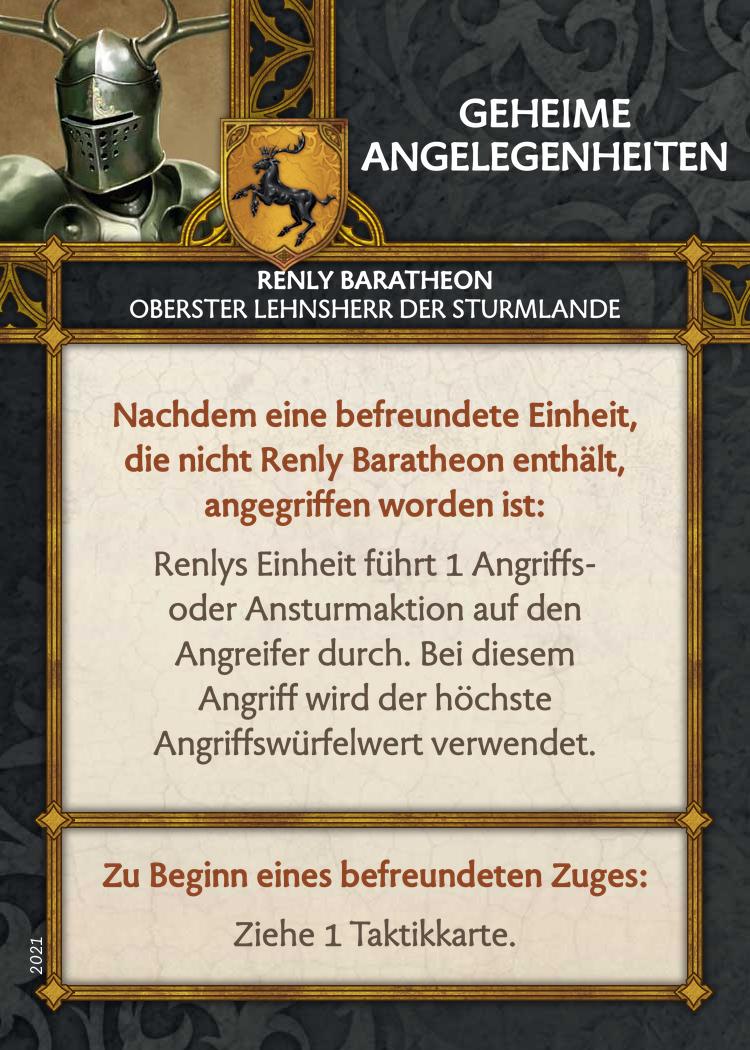 GEHEIME
ANGELEGENHEITEN
RENLY BARATHEON
OBERSTER LEHNSHERR DER STURMLANDE
Nachdem eine befreundete Einheit,
die nicht Renly Baratheon enthält,
angegriffen worden ist:
Renlys Einheit führt 1 Angriffs-
oder Ansturmaktion auf den
Angreifer durch. Bei diesem
Angriff wird der höchste
Angriffswürfelwert verwendet.
Zu Beginn eines befreundeten Zuges:
Ziehe 1 Taktikkarte.
2021